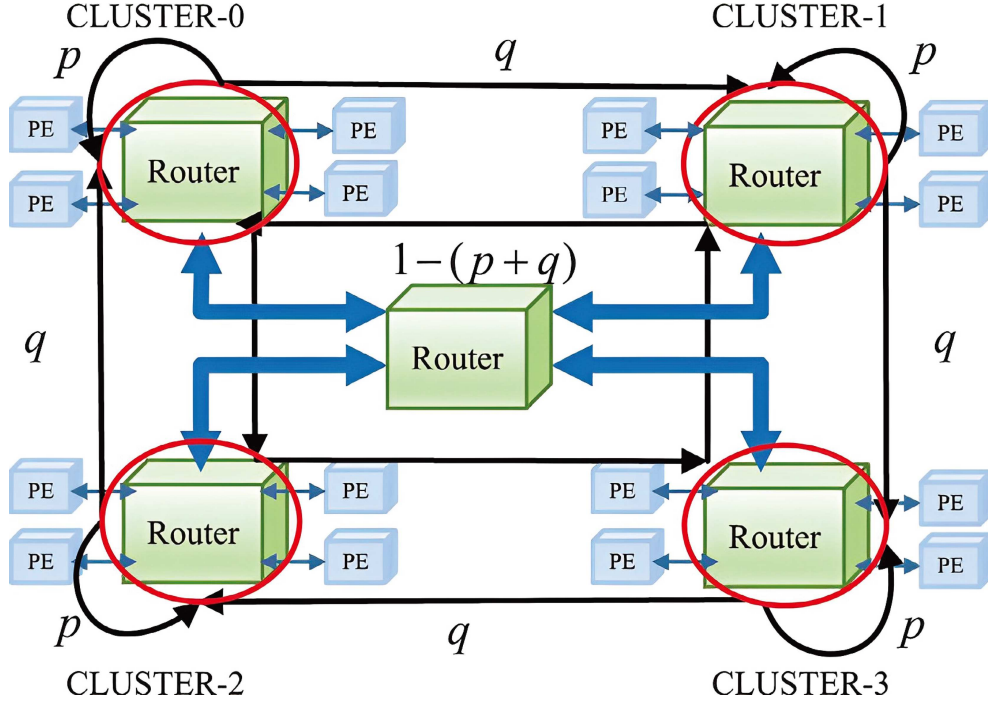 CLUSTER-0
CLUSTER-1
p
q
p
PE
PE
PE
PE
Router
Router
PE
PE
PE
PE
1-(p+q)
q
Router
q
PE
PE
PE
PE
Router
Router
PE
PE
PE
PE
p
q
p
CLUSTER-2
CLUSTER-3